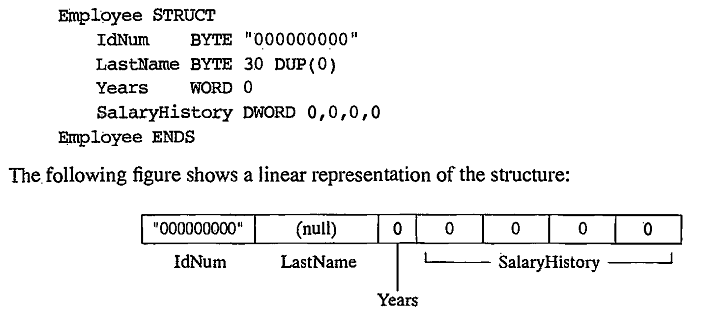 Employee STRUCT
IdNum BYTE "000000000"
LastName BYTE 30 DUP(0)
Years WORD 0
SalaryHistory DWORD 0,0,0,0
Employee ENDS
The following figure shows a linear representation of the structure:
"000000000" (null) 0 0 0 0 0
IdNum LastName SalaryHistory
Years